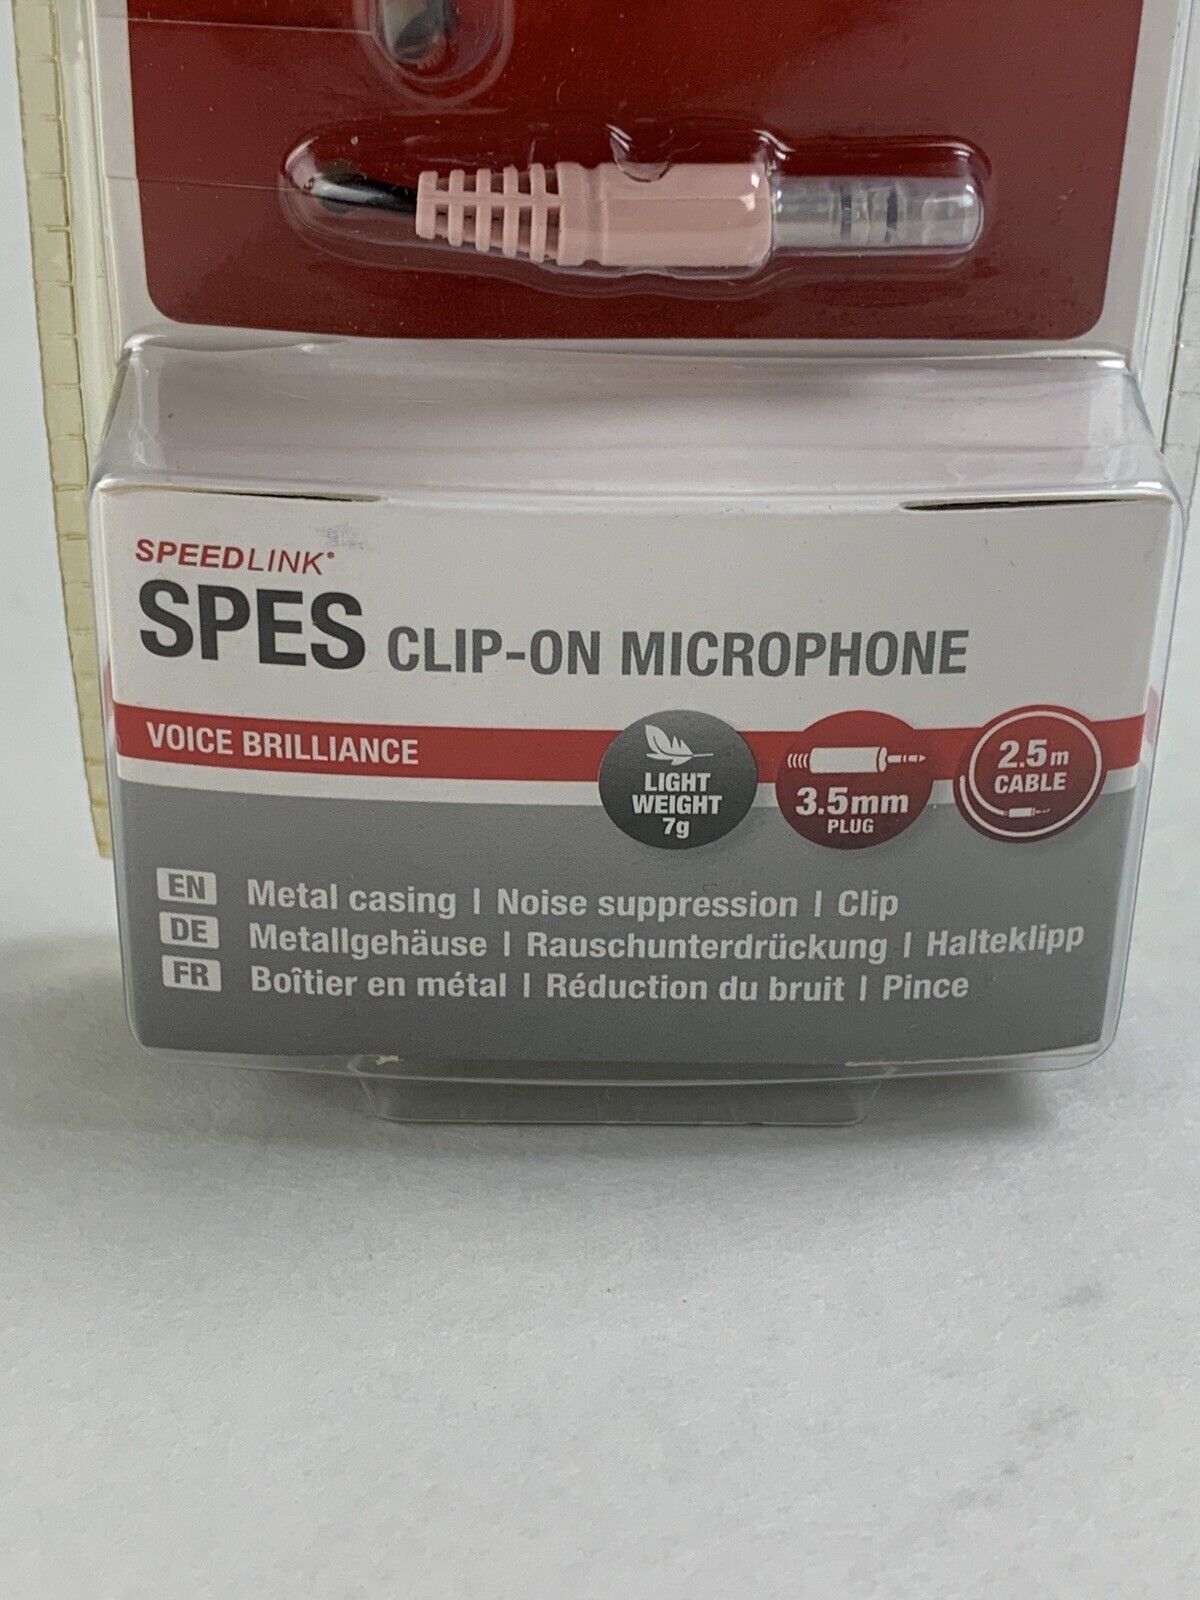 SPEEDLINK®
SPES CLIP-ON MICROPHONE
VOICE BRILLIANCE
LIGHT
WEIGHT
7g
3.5mm
PLUG
2.5m
CABLE
EN Metal casing | Noise suppression | Clip
DE Metallgehäuse | Rauschunterdrückung | Halteklipp
FR Boîtier en métal | Réduction du bruit | Pince